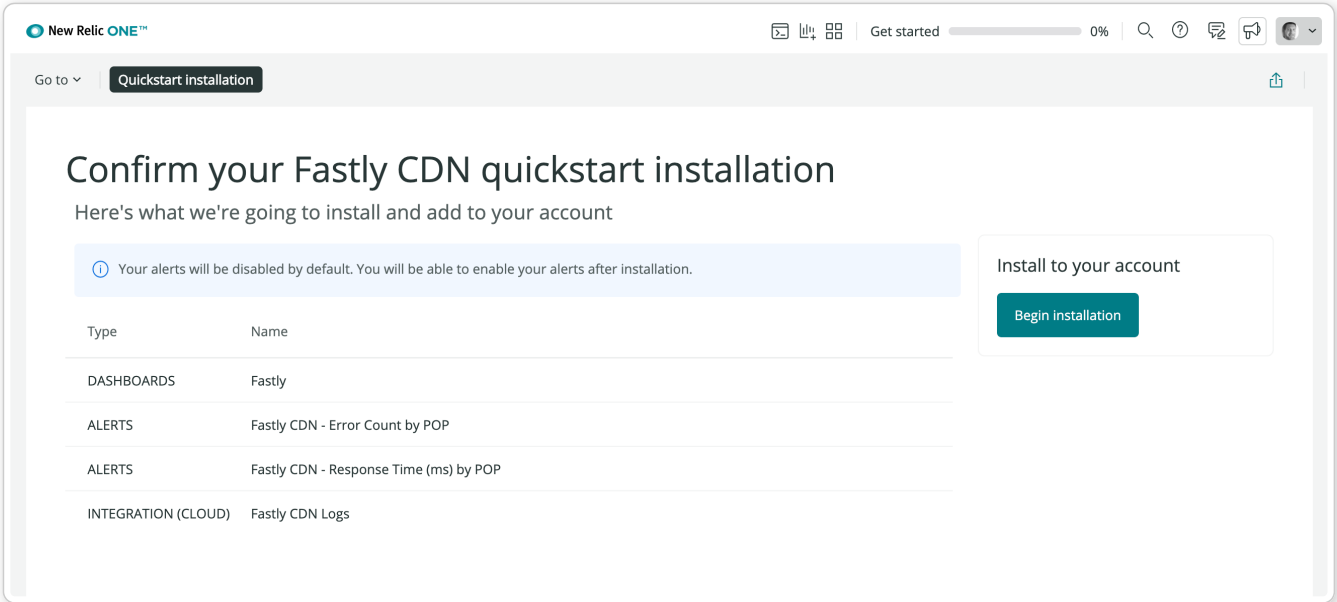 New Relic ONE™
Get started 0%
Go to Quickstart installation
Confirm your Fastly CDN quickstart installation
Here's what we're going to install and add to your account
Your alerts will be disabled by default. You will be able to enable your alerts after installation.
Install to your account
Begin installation
Type Name
DASHBOARDS Fastly
ALERTS Fastly CDN - Error Count by POP
ALERTS Fastly CDN - Response Time (ms) by POP
INTEGRATION (CLOUD) Fastly CDN Logs